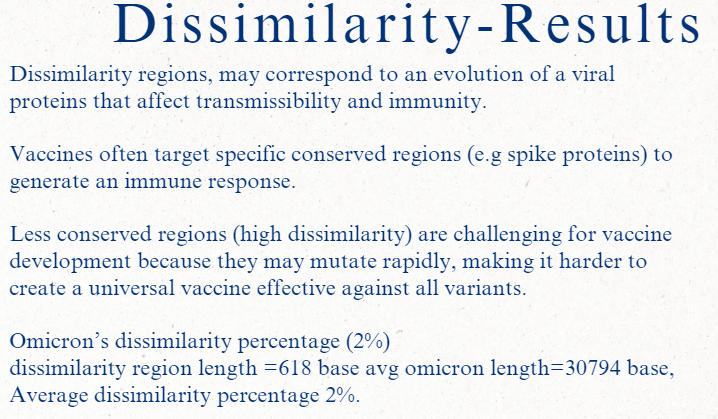 Dissimilarity-Results
Dissimilarity regions, may correspond to an evolution of a viral
proteins that affect transmissibility and immunity.
Vaccines often target specific conserved regions (e.g spike proteins) to
generate an immune response.
Less conserved regions (high dissimilarity) are challenging for vaccine
development because they may mutate rapidly, making it harder to
create a universal vaccine effective against all variants.
Omicron’s dissimilarity percentage (2%)
dissimilarity region length =618 base avg omicron length=30794 base,
Average dissimilarity percentage 2%.